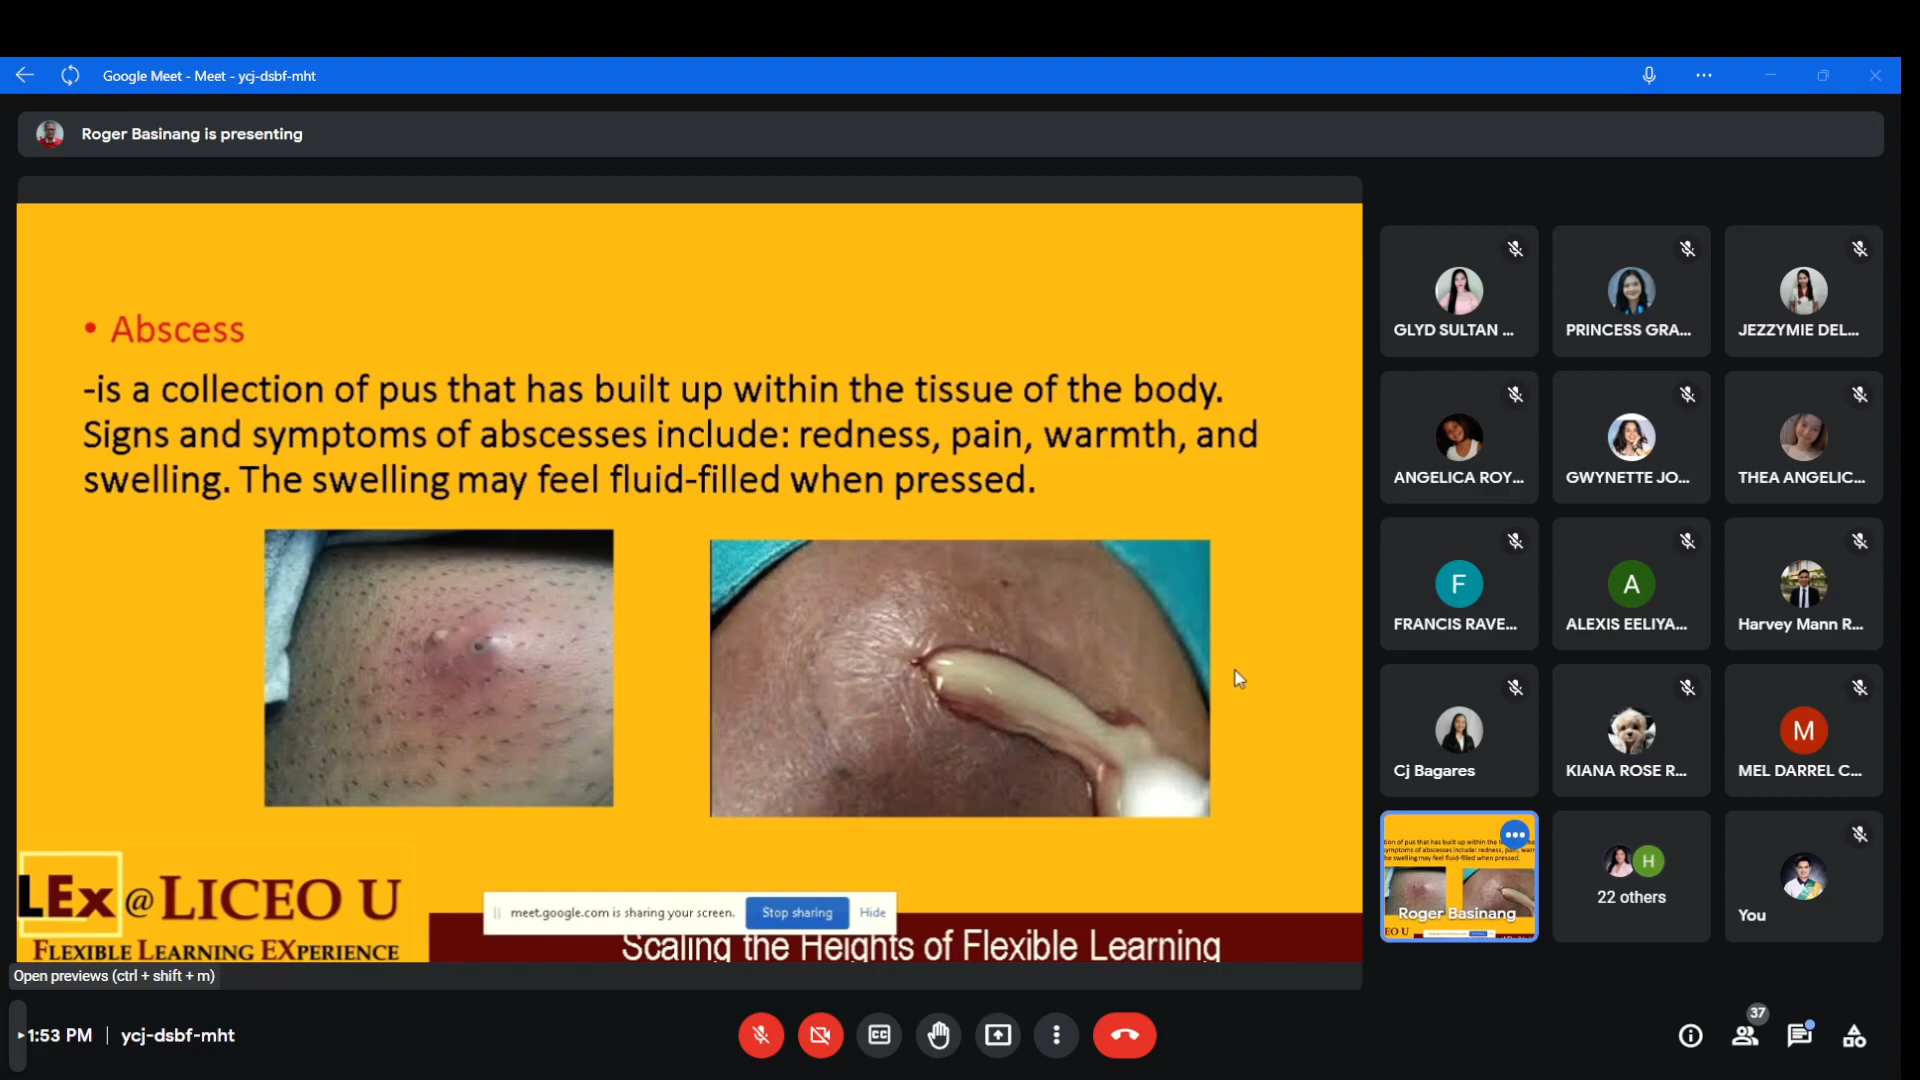 Google Meet - Meet - ycj-dsbf-mht
Roger Basinang is presenting
• Abscess
-is a collection of pus that has built up within the tissue of the body.
Signs and symptoms of abscesses include: redness, pain, warmth, and
swelling. The swelling may feel fluid-filled when pressed.
LEx @ LICEO U
FLEXIBLE LEARNING EXPERIENCE
meet.google.com is sharing your screen.
Stop sharing
Hide
Scaling the Heights of Flexible Learning
Open previews (ctrl + shift + m)
GLYD SULTAN ...
PRINCESS GRA...
JEZZYMIE DEL...
ANGELICA ROY...
GWYNETTE JO...
THEA ANGELIC...
F
FRANCIS RAVE...
A
ALEXIS EELIYA...
Harvey Mann R...
Cj Bagares
KIANA ROSE R...
M
MEL DARREL C...
Roger Basinang
H
22 others
You
1:53 PM | ycj-dsbf-mht
CC
37